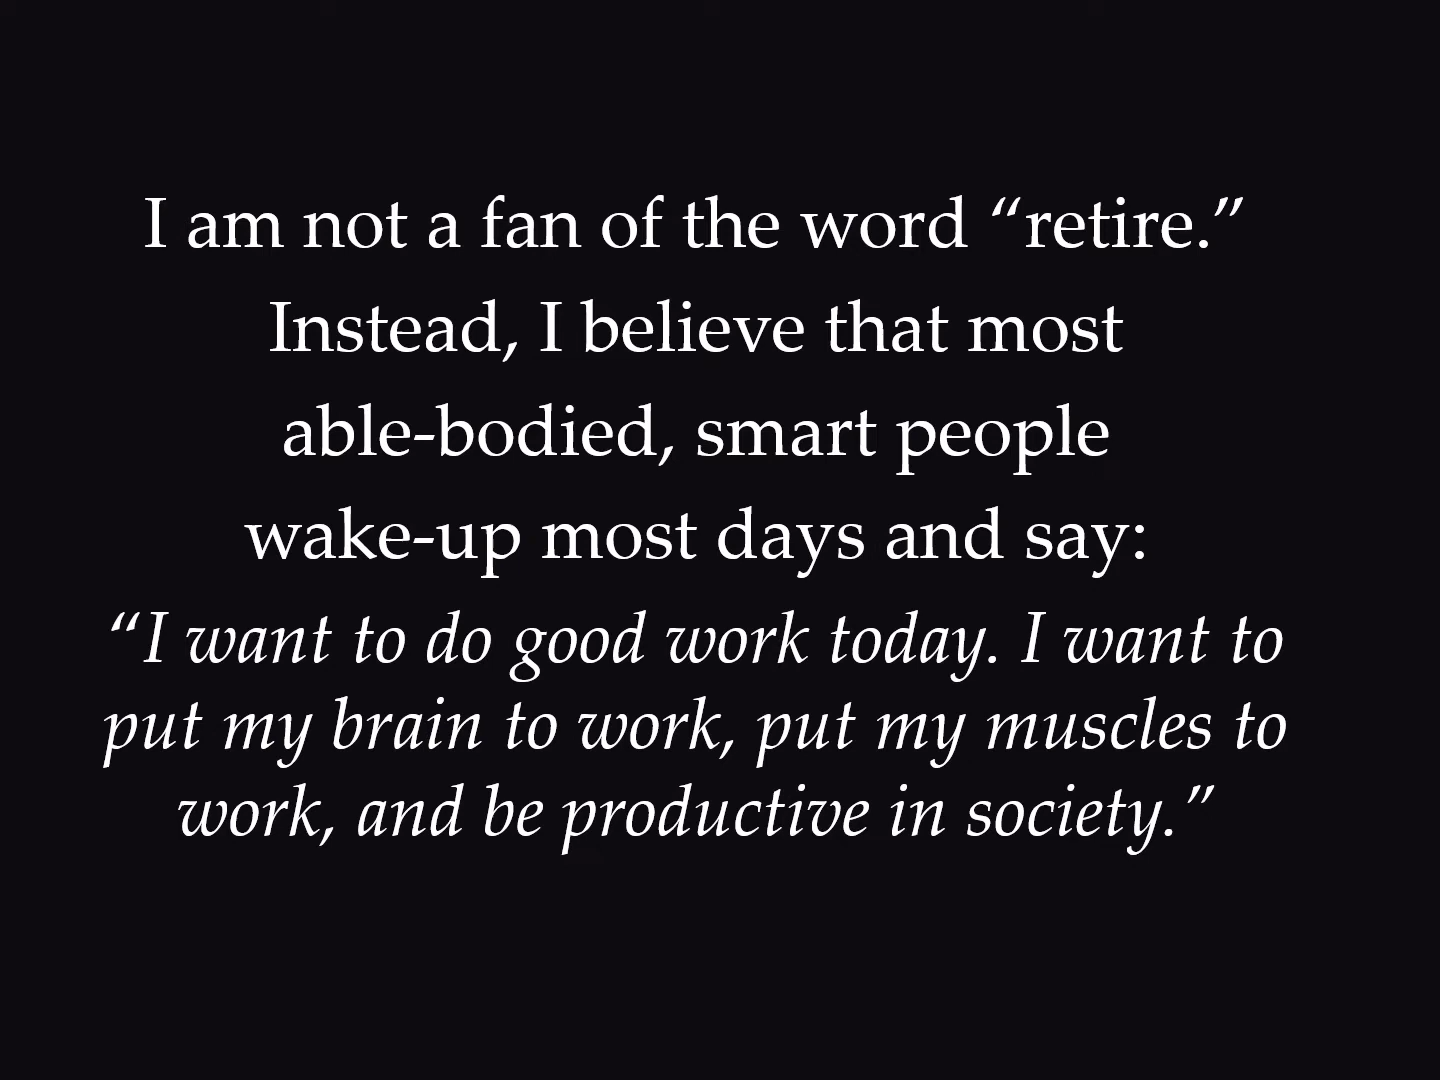 I am not a fan of the word “retire.”
Instead, I believe that most
able-bodied, smart people
wake-up most days and say:
“I want to do good work today. I want to
put my brain to work, put my muscles to
work, and be productive in society.”